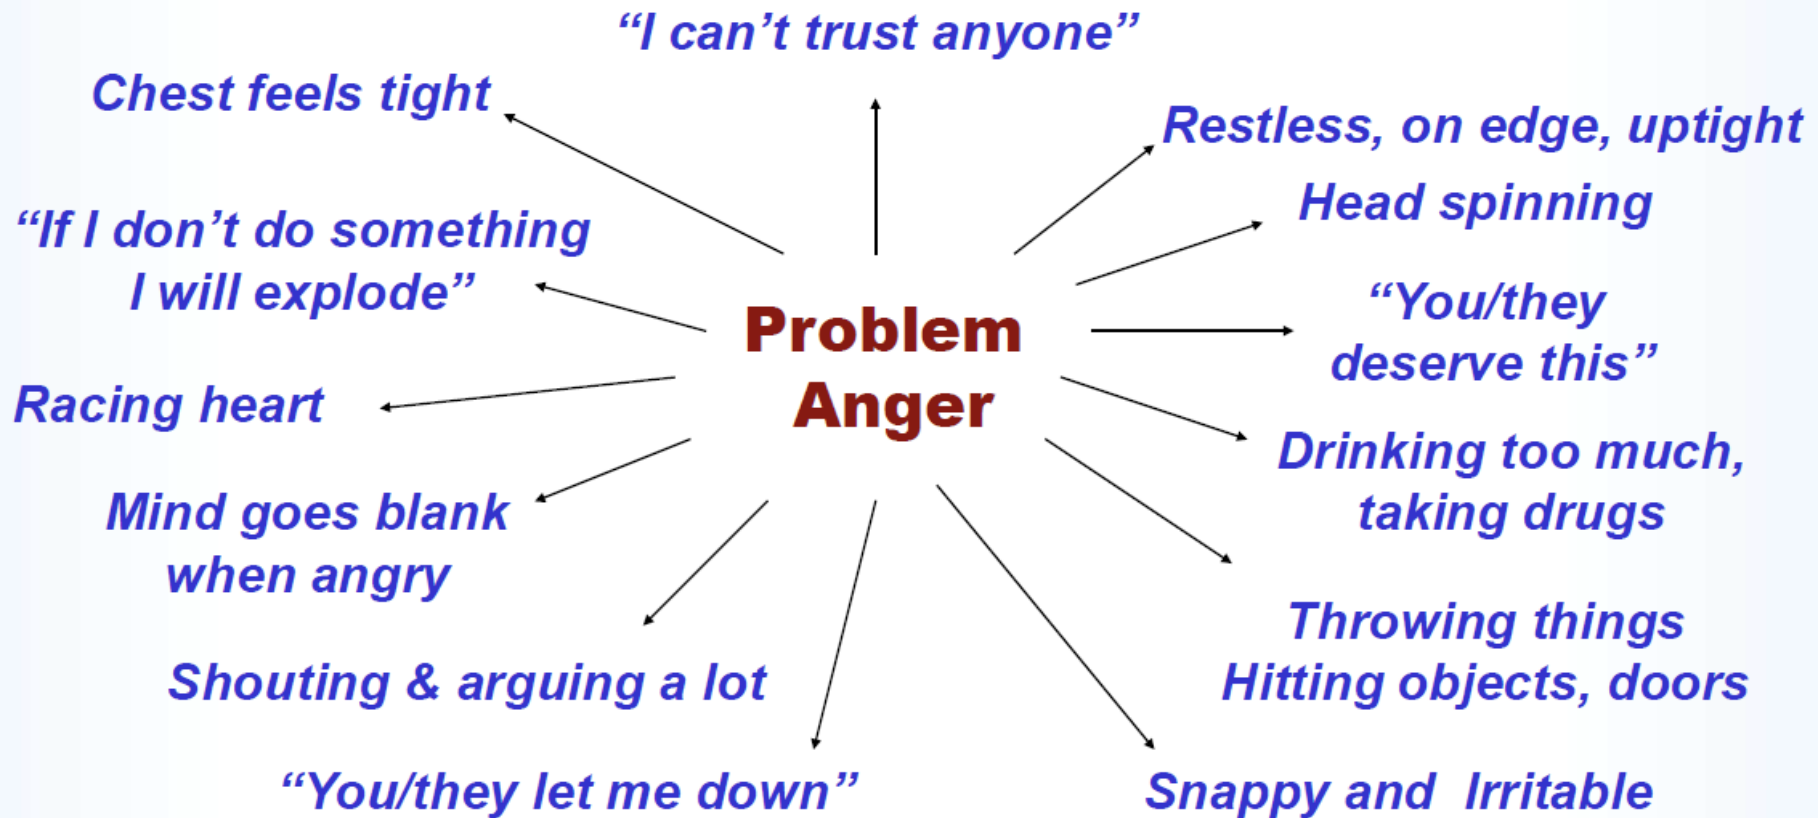 “I can’t trust anyone”
Chest feels tight
Restless, on edge, uptight
Head spinning
“If I don’t do something
I will explode”
“You/they
deserve this”
Problem
Anger
Racing heart
Drinking too much,
taking drugs
Mind goes blank
when angry
Throwing things
Hitting objects, doors
Shouting & arguing a lot
“You/they let me down”
Snappy and  Irritable